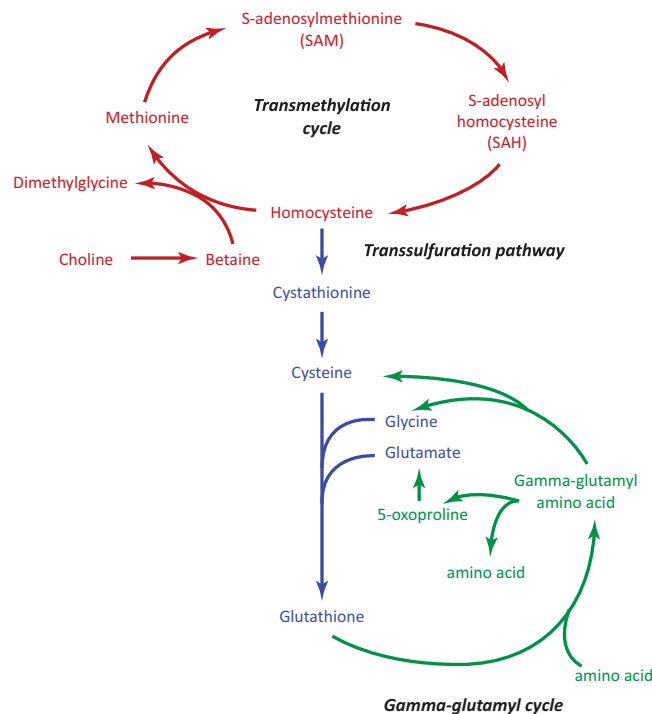 S-adenosylmethionine
(SAM)
Transmethylation
cycle
S-adenosyl
homocysteine
(SAH)
Methionine
Dimethylglycine
Homocysteine
Transsulfuration pathway
Choline
Betaine
Cystathionine
Cysteine
Glycine
Glutamate
Gamma-glutamyl
amino acid
5-oxoproline
amino acid
Glutathione
amino acid
Gamma-glutamyl cycle